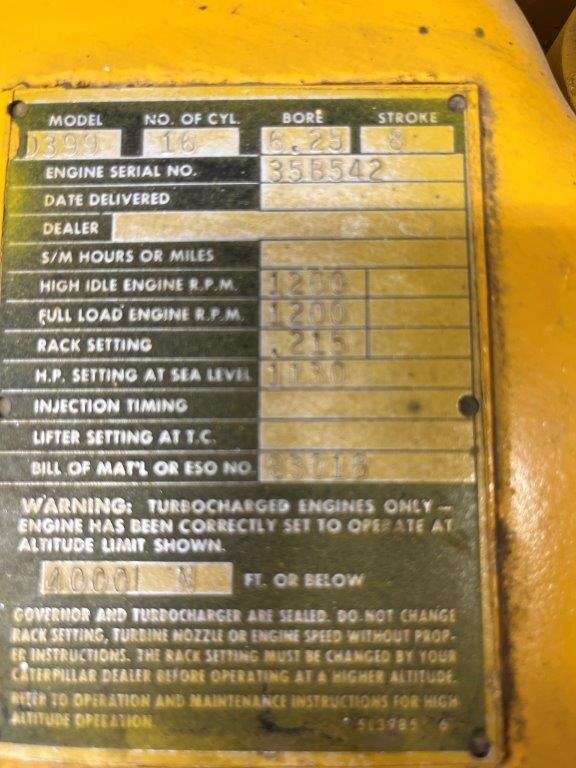 MODEL NO. OF CYL. BORE STROKE
D399 16 6.25 8
ENGINE SERIAL NO. 35B542
DATE DELIVERED
DEALER
S/M HOURS OR MILES
HIGH IDLE ENGINE R.P.M.
FULL LOAD ENGINE R.P.M. 1200
RACK SETTING .215
H.P. SETTING AT SEA LEVEL 1130
INJECTION TIMING
LIFTER SETTING AT T.C.
BILL OF MAT'L OR ESO NO.
WARNING: TURBOCHARGED ENGINES ONLY —
ENGINE HAS BEEN CORRECTLY SET TO OPERATE AT
ALTITUDE LIMIT SHOWN.
4000 N FT. OR BELOW
GOVERNOR AND TURBOCHARGER ARE SEALED. DO NOT CHANGE
RACK SETTING, TURBINE NOZZLE OR ENGINE SPEED WITHOUT PROP-
ER INSTRUCTIONS. THE RACK SETTING MUST BE CHANGED BY YOUR
CATERPILLAR DEALER BEFORE OPERATING AT A HIGHER ALTITUDE.
REFER TO OPERATION AND MAINTENANCE INSTRUCTIONS FOR HIGH
ALTITUDE OPERATION.